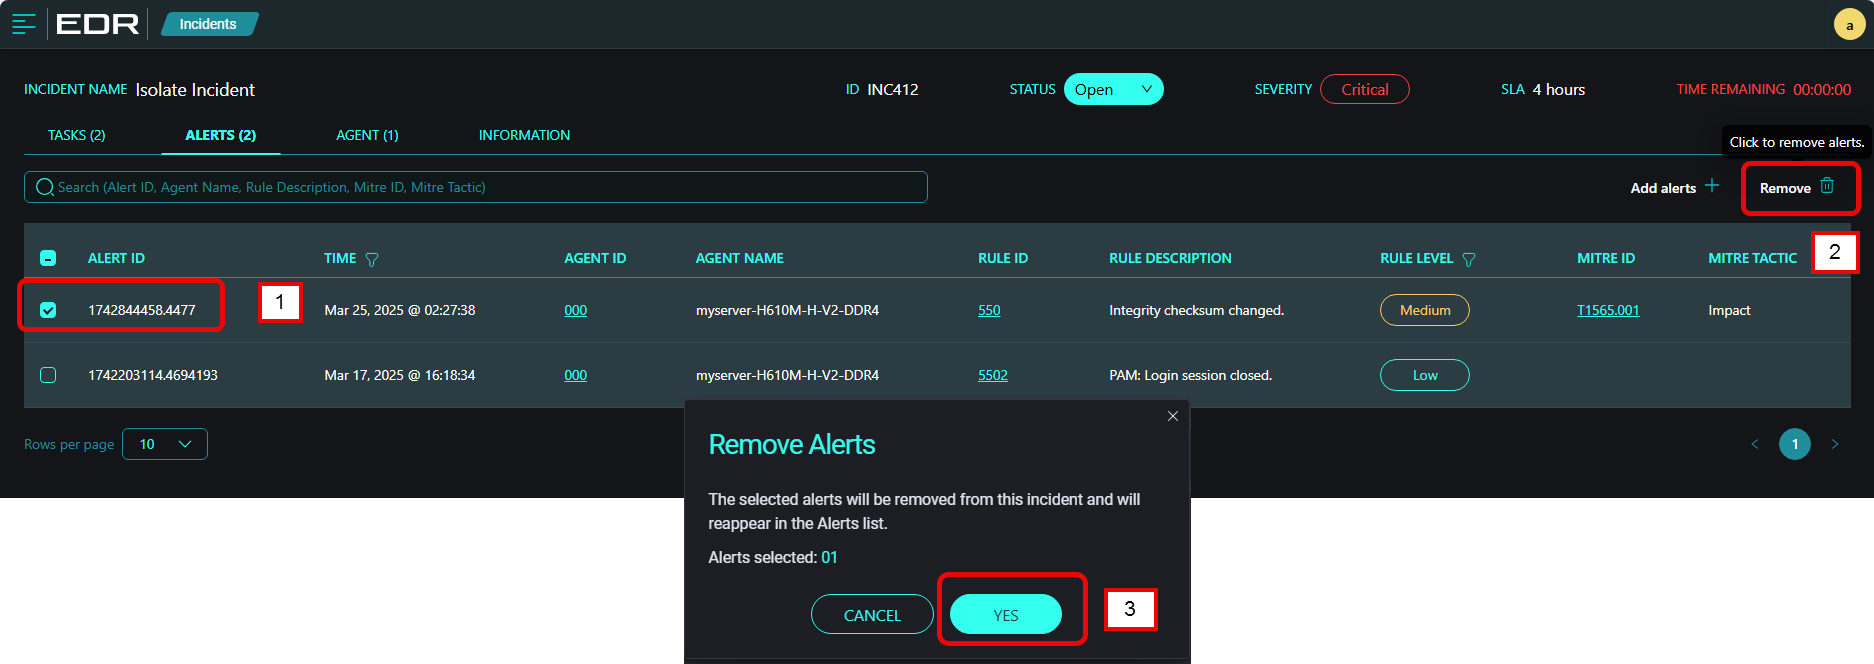 EDR Incidents a
INCIDENT NAME Isolate Incident ID INC412 STATUS Open SEVERITY Critical SLA 4 hours TIME REMAINING 00:00:00
TASKS (2) ALERTS (2) AGENT (1) INFORMATION
Click to remove alerts.
Search (Alert ID, Agent Name, Rule Description, Mitre ID, Mitre Tactic) Add alerts Remove
ALERT ID TIME AGENT ID AGENT NAME RULE ID RULE DESCRIPTION RULE LEVEL MITRE ID MITRE TACTIC 2
1742844458.4477 1 Mar 25, 2025 @ 02:27:38 000 myserver-H610M-H-V2-DDR4 550 Integrity checksum changed. Medium T1565.001 Impact
1742203114.4694193 Mar 17, 2025 @ 16:18:34 000 myserver-H610M-H-V2-DDR4 5502 PAM: Login session closed. Low
Rows per page 10 < 1 >
Remove Alerts
The selected alerts will be removed from this incident and will
reappear in the Alerts list.
Alerts selected: 01
CANCEL YES 3